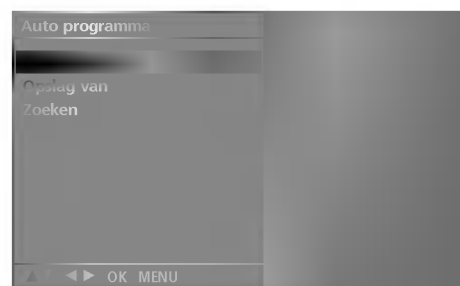 Auto programma
Opslag van
Zoeken
▲▼ ◄► OK MENU